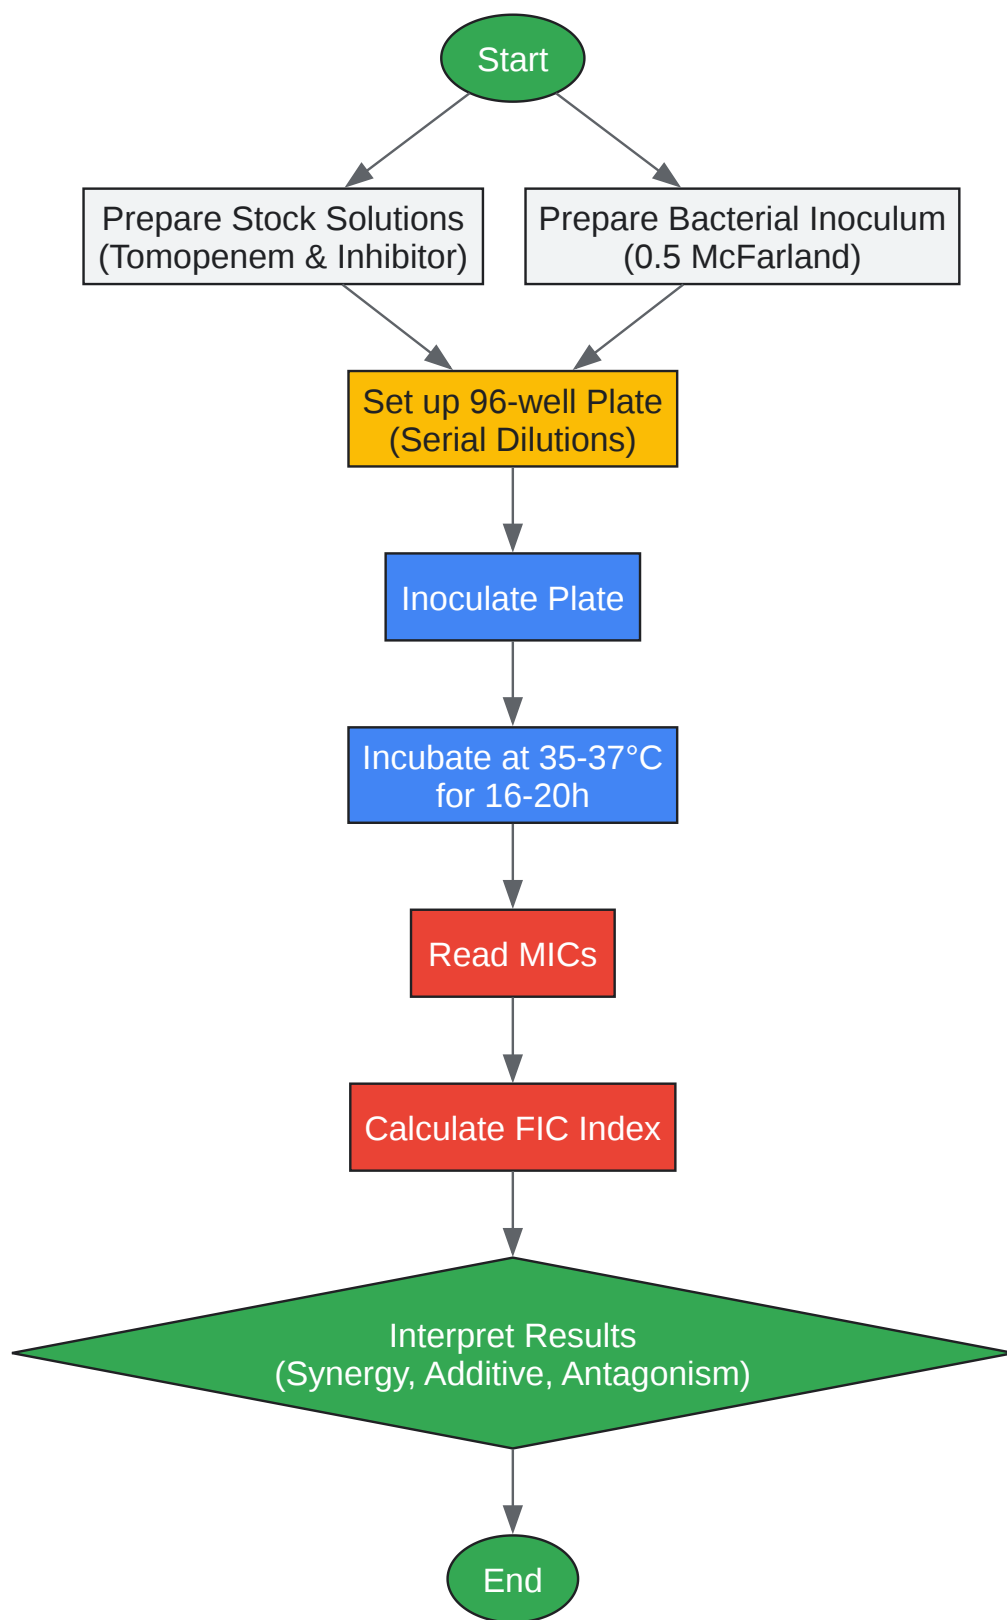 Start
Prepare Stock Solutions
(Tomopenem & Inhibitor)
Prepare Bacterial Inoculum
(0.5 McFarland)
Set up 96-well Plate
(Serial Dilutions)
Inoculate Plate
Incubate at 35-37°C
for 16-20h
Read MICs
Calculate FIC Index
Interpret Results
(Synergy, Additive, Antagonism)
End